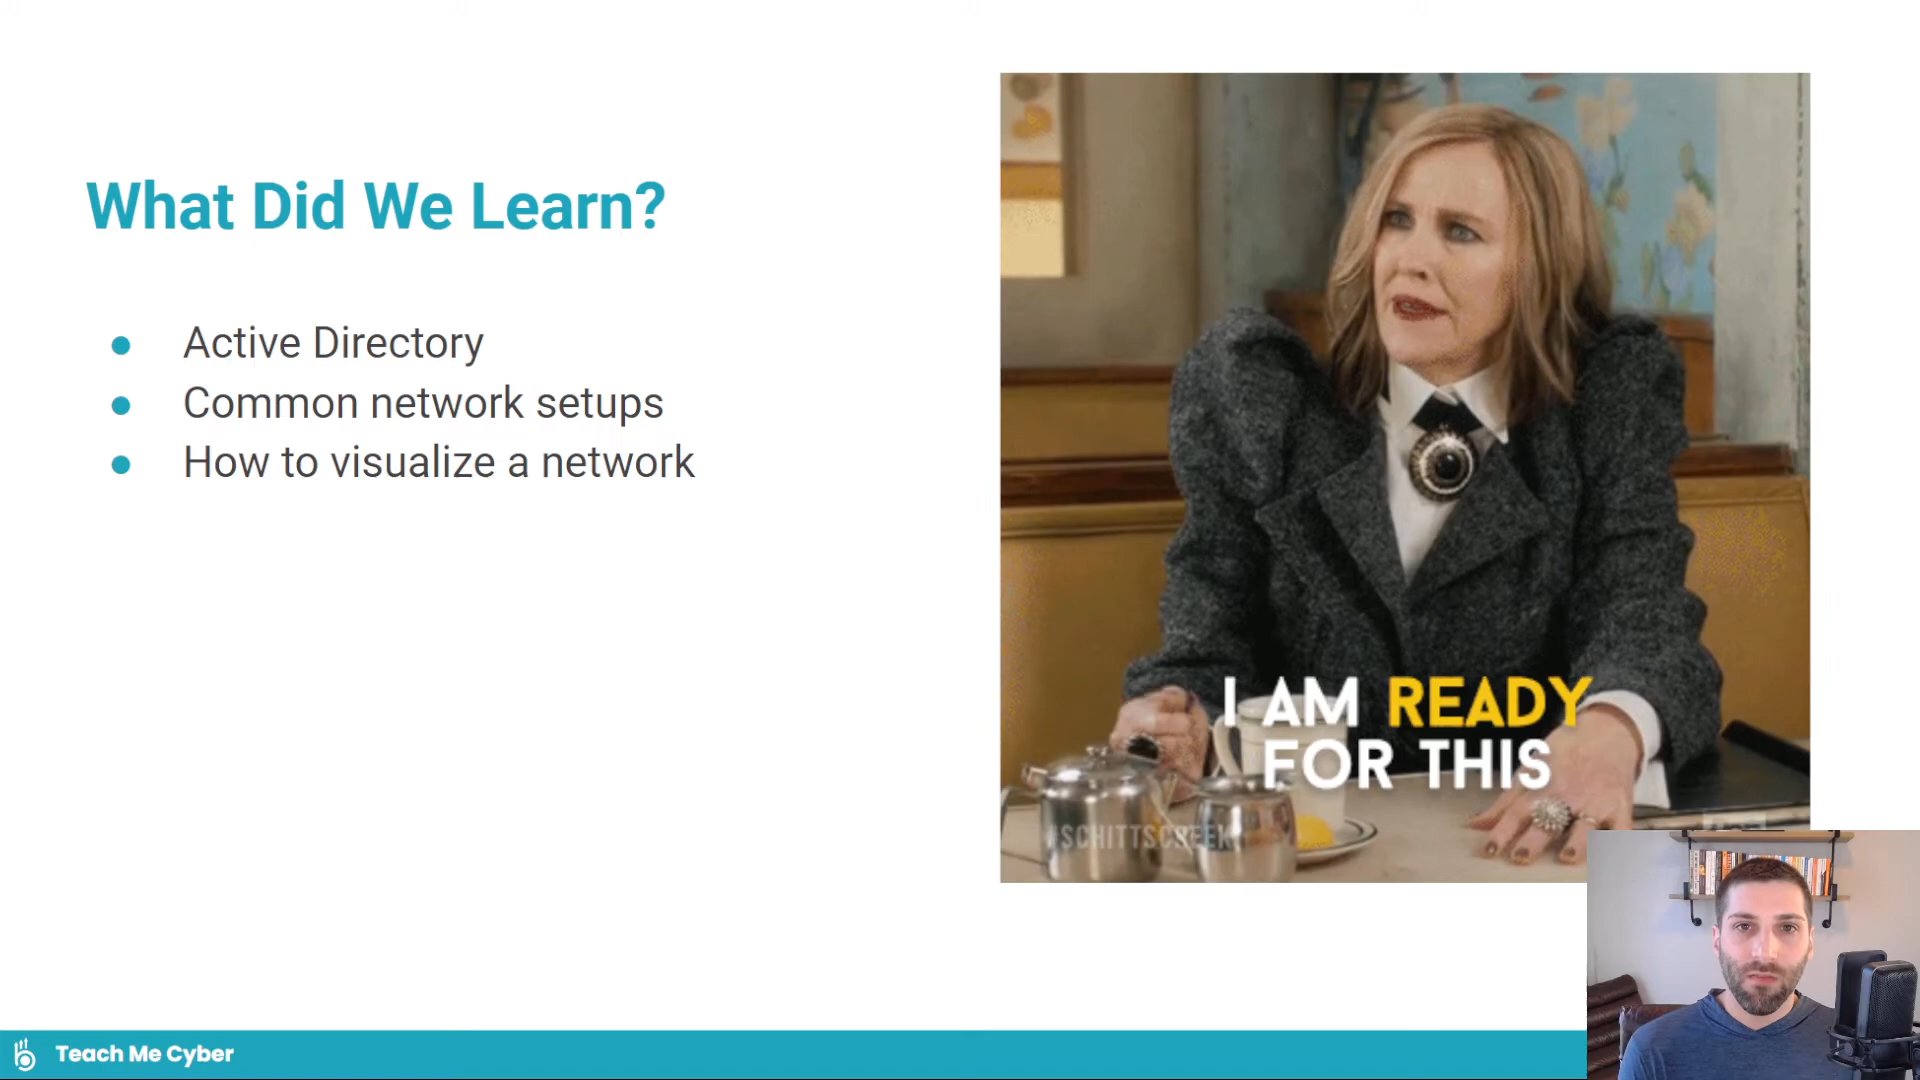 What Did We Learn?
Active Directory
Common network setups
How to visualize a network
I AM READY
FOR THIS
#SCHITTSCREEK
Teach Me Cyber